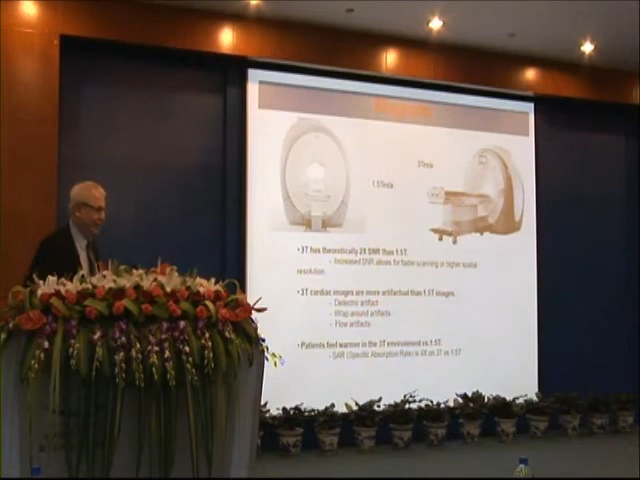 3Tesla
1.5Tesla
• 3T has theoretically 2X SNR than 1.5T.
- Increased SNR allows for faster scanning or higher spatial
resolution.
• 3T cardiac images are more artifactual than 1.5T images.
- Dielectric artifact
- Wrap around artifacts
- Flow artifacts
• Patients feel warmer in the 3T environment vs 1.5T.
- SAR (Specific Absorption Rate) is 4X on 3T vs 1.5T